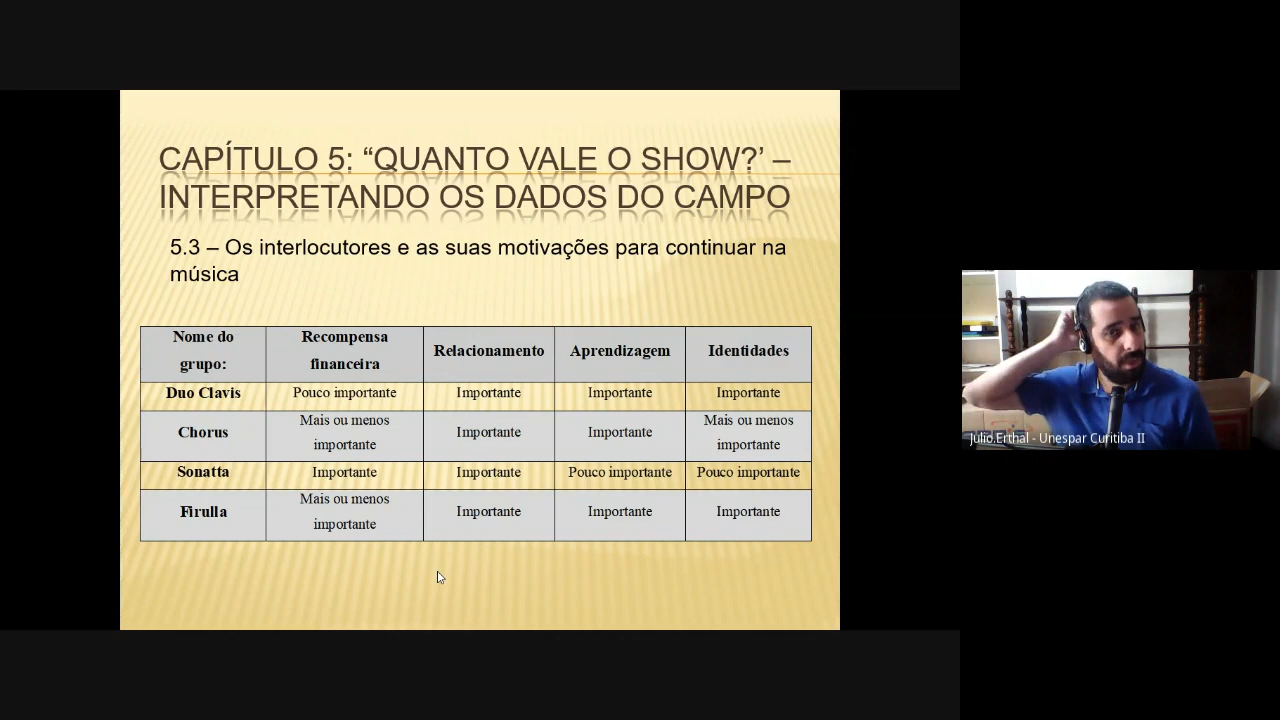 CAPÍTULO 5: “QUANTO VALE O SHOW?’ –
INTERPRETANDO OS DADOS DO CAMPO
5.3 – Os interlocutores e as suas motivações para continuar na
música
Nome do grupo: Recompensa financeira Relacionamento Aprendizagem Identidades
Duo Clavis Pouco importante Importante Importante Importante
Chorus Mais ou menos importante Importante Importante Mais ou menos importante
Sonatta Importante Importante Pouco importante Pouco importante
Firulla Mais ou menos importante Importante Importante Importante
Julio.Erthal - Unespar Curitiba II